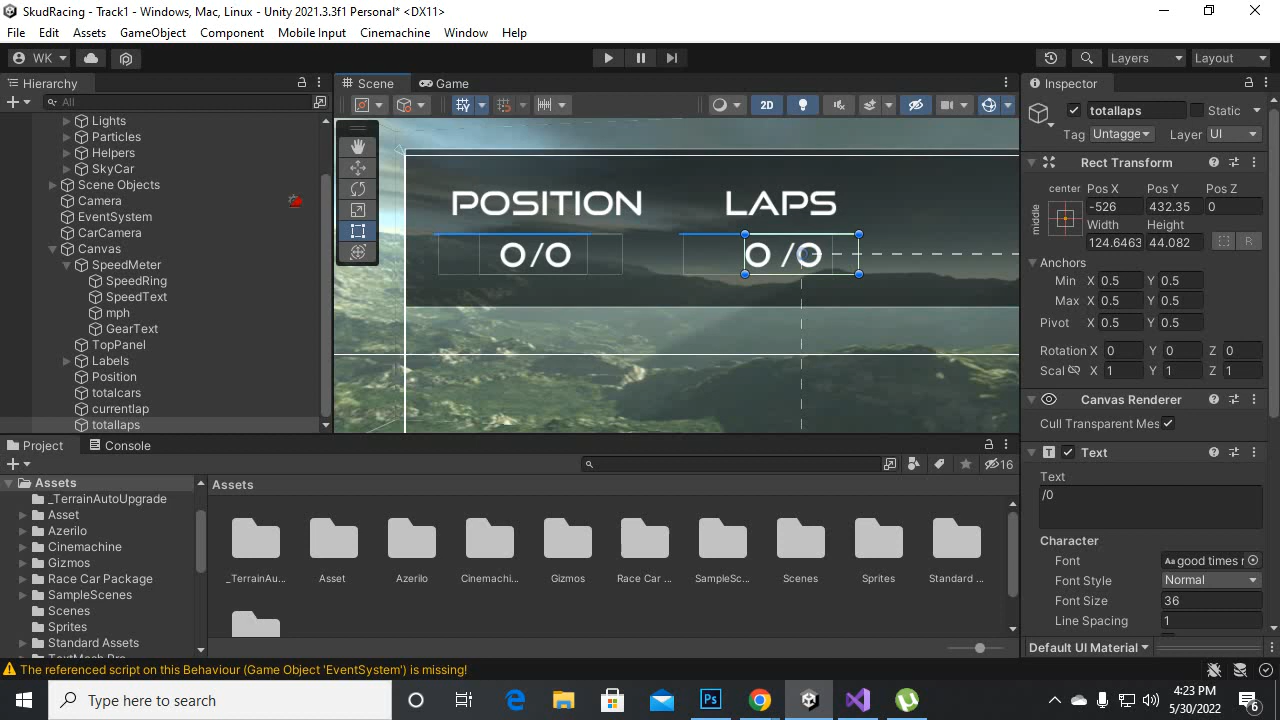 SkudRacing - Track1 - Windows, Mac, Linux - Unity 2021.3.3f1 Personal* <DX11>
File Edit Assets GameObject Component Mobile Input Cinemachine Window Help
WK Layers Layout
Hierarchy
All
Lights
Particles
Helpers
SkyCar
Scene Objects
Camera
EventSystem
CarCamera
Canvas
SpeedMeter
SpeedRing
SpeedText
mph
GearText
TopPanel
Labels
Position
totalcars
currentlap
totallaps
Scene Game
2D
POSITION LAPS
0/0 0 /0
Inspector
totallaps Static
Tag Untagge Layer UI
Rect Transform
center Pos X Pos Y Pos Z
middle -526 432.35 0
Width Height
124.6463 44.082
R
Anchors
Min X 0.5 Y 0.5
Max X 0.5 Y 0.5
Pivot X 0.5 Y 0.5
Rotation X 0 Y 0 Z 0
Scal X 1 Y 1 Z 1
Canvas Renderer
Cull Transparent Mes
Text
Text
/0
Character
Font Aa good times r
Font Style Normal
Font Size 36
Line Spacing 1
Default UI Material
Project Console
16
Assets
_TerrainAutoUpgrade
Asset
Azerilo
Cinemachine
Gizmos
Race Car Package
SampleScenes
Scenes
Sprites
Standard Assets
Assets
_TerrainAu... Asset Azerilo Cinemachi... Gizmos Race Car ... SampleSc... Scenes Sprites Standard ...
The referenced script on this Behaviour (Game Object 'EventSystem') is missing!
Type here to search
Ps
4:23 PM
5/30/2022
6